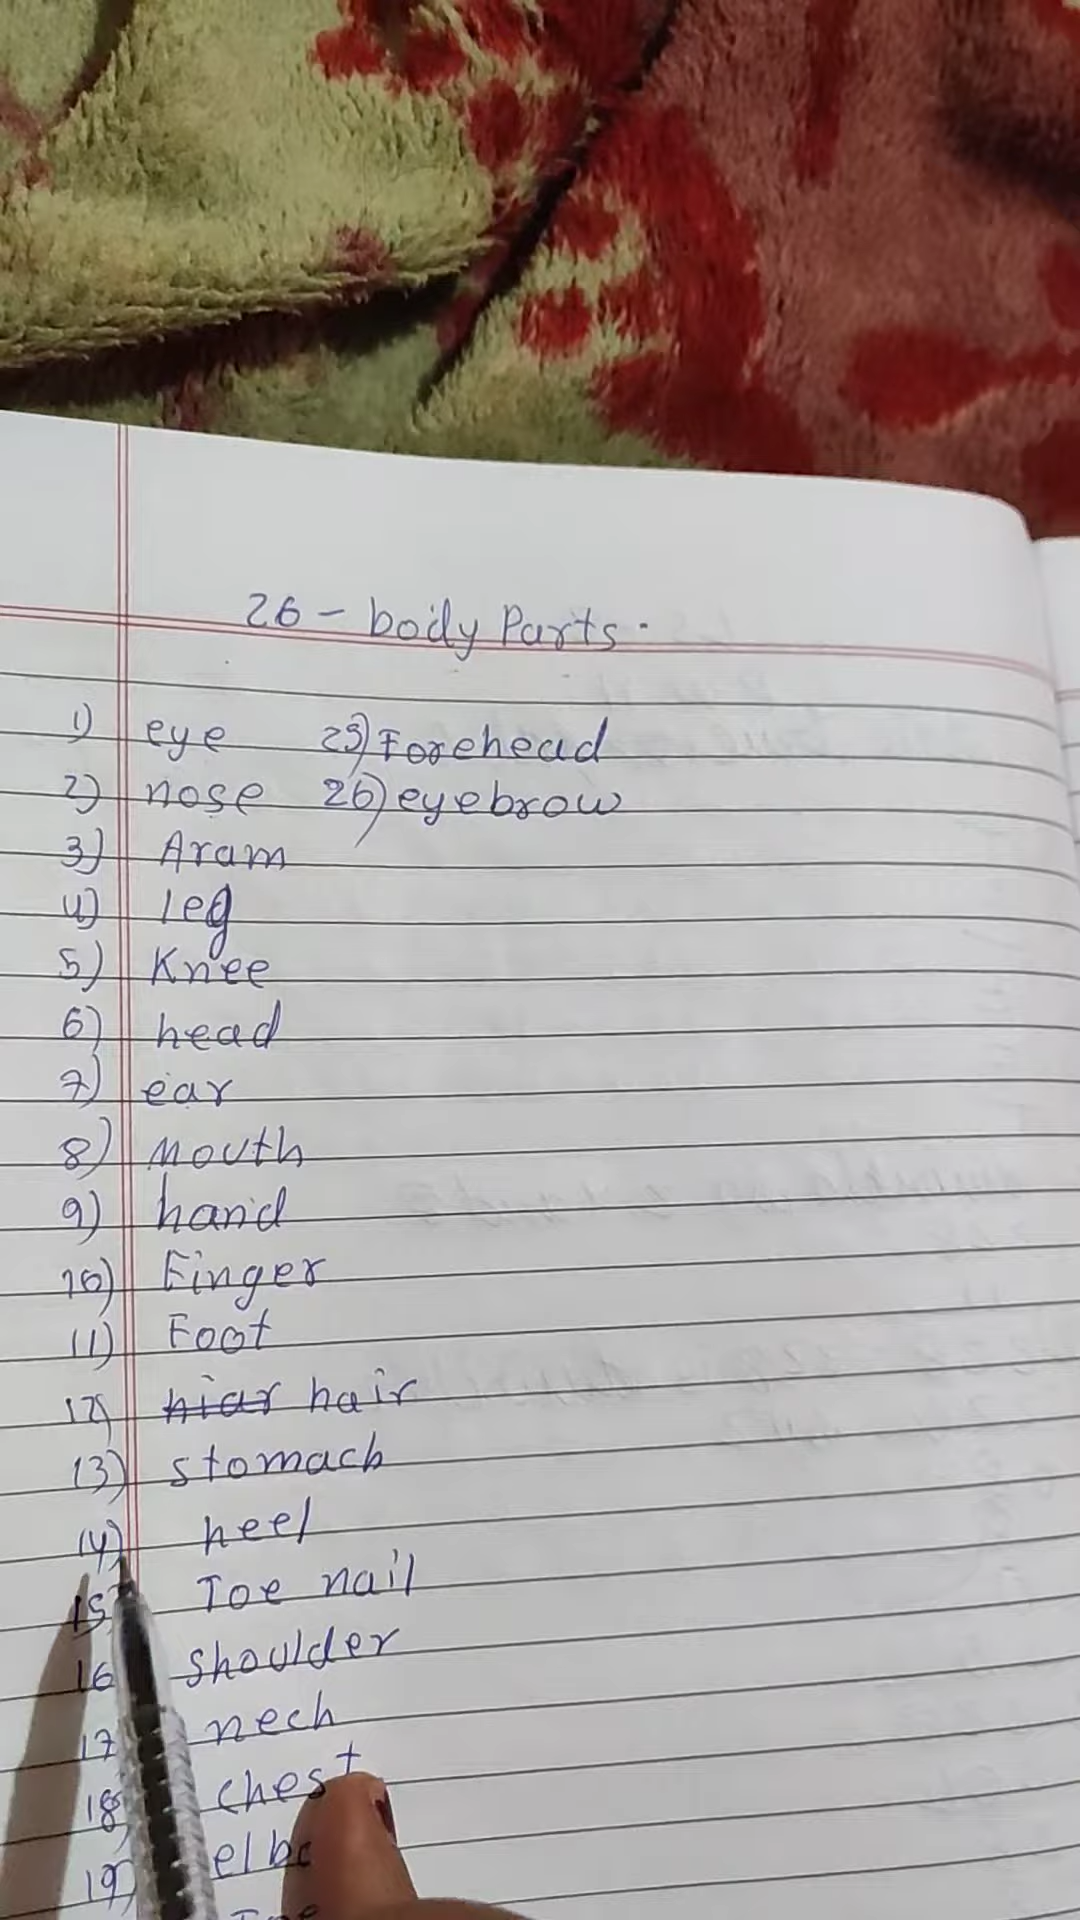 26 - body Parts.
1) eye 25) Forehead
2) nose 26) eyebrow
3) Aram
4) leg
5) Knee
6) head
7) ear
8) Mouth
9) hand
10) Finger
11) Foot
12) hiar hair
13) stomach
14) heel
15 Toe nail
16 shoulder
17 nech
18 chest
19)